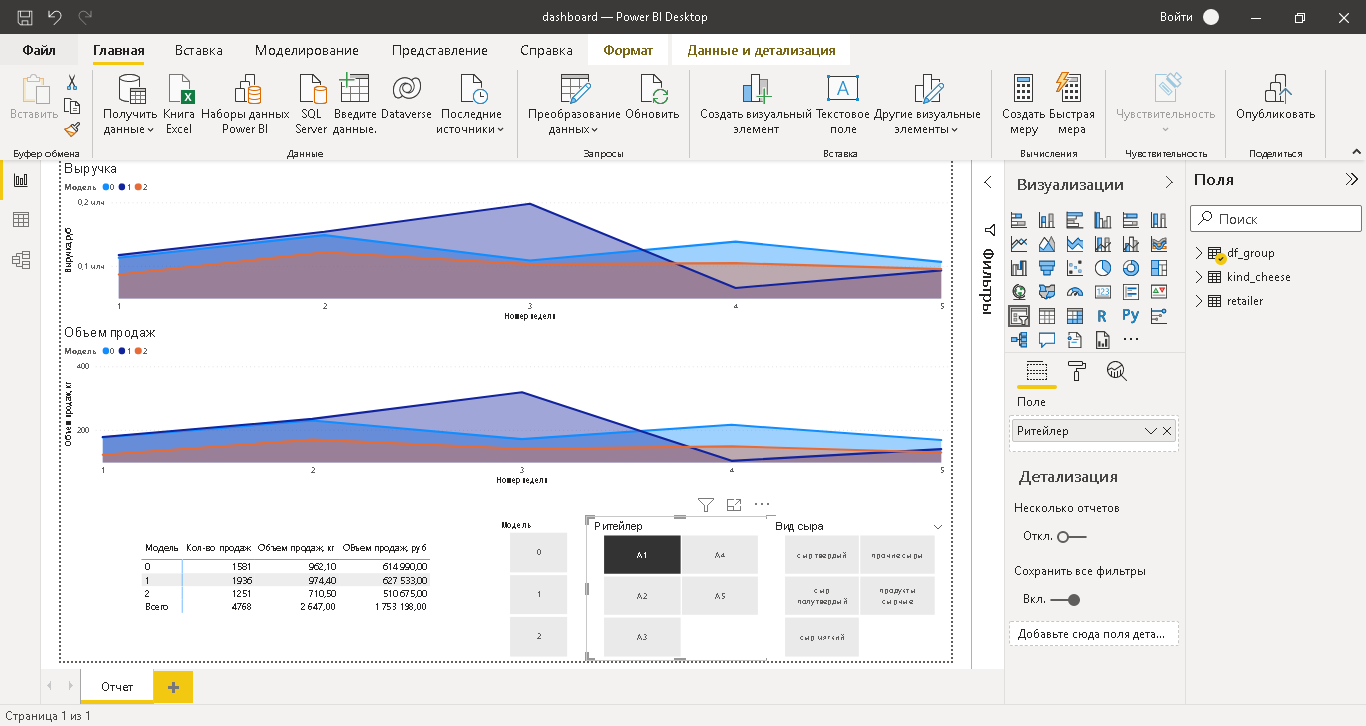 dashboard — Power BI Desktop
Войти
Файл
Главная
Вставка
Моделирование
Представление
Справка
Формат
Данные и детализация
Вставить
Получить данные
Книга Excel
Наборы данных Power BI
SQL Server
Введите данные.
Dataverse
Последние источники
Преобразование данных
Обновить
Создать визуальный элемент
Текстовое поле
Другие визуальные элементы
Создать меру
Быстрая мера
Чувствительность
Опубликовать
Буфер обмена
Данные
Запросы
Вставка
Вычисления
Чувствительность
Поделиться
Выручка
Модель 0 1 2
0,2 млн
0,1 млн
Выручка, руб
1 2 3 4 5
Номер недели
Объем продаж
Модель 0 1 2
400
200
Объем продаж, кг
1 2 3 4 5
Номер недели
Модель Кол-во продаж Объем продаж, кг Объем продаж, руб
0 1581 962,10 614 990,00
1 1936 974,40 627 533,00
2 1251 710,50 510 675,00
Всего 4768 2 647,00 1 753 198,00
Модель
0
1
2
Ритейлер
A1 A4
A2 A5
A3
Вид сыра
сыр твердый
прочие сыры
сыр полутвердый
продукты сырные
сыр мягкий
Отчет
Страница 1 из 1
Фильтры
Визуализации
123
R
Py
Поле
Ритейлер
Детализация
Несколько отчетов
Откл.
Сохранить все фильтры
Вкл.
Добавьте сюда поля дета...
Поля
Поиск
df_group
kind_cheese
retailer